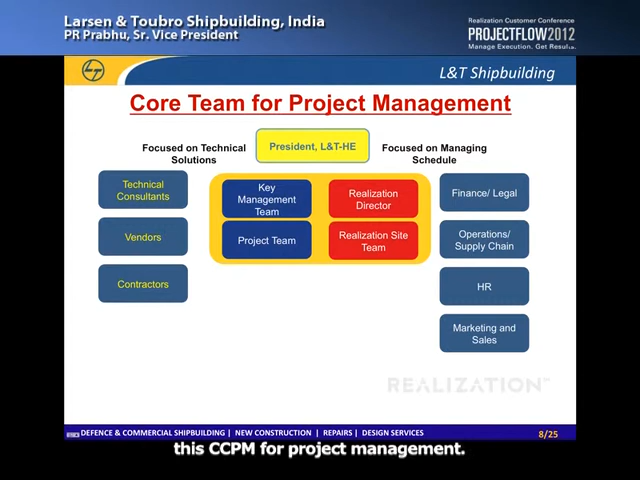 Larsen & Toubro Shipbuilding, India
PR Prabhu, Sr. Vice President
Realization Customer Conference
PROJECTFLOW2012
Manage Execution. Get Results.
L&T Shipbuilding
Core Team for Project Management
Focused on Technical
Solutions
President, L&T-HE
Focused on Managing
Schedule
Technical
Consultants
Vendors
Contractors
Key
Management
Team
Realization
Director
Project Team
Realization Site
Team
Finance/ Legal
Operations/
Supply Chain
HR
Marketing and
Sales
REALIZATION™
DEFENCE & COMMERCIAL SHIPBUILDING | NEW CONSTRUCTION | REPAIRS | DESIGN SERVICES
8/25
this CCPM for project management.